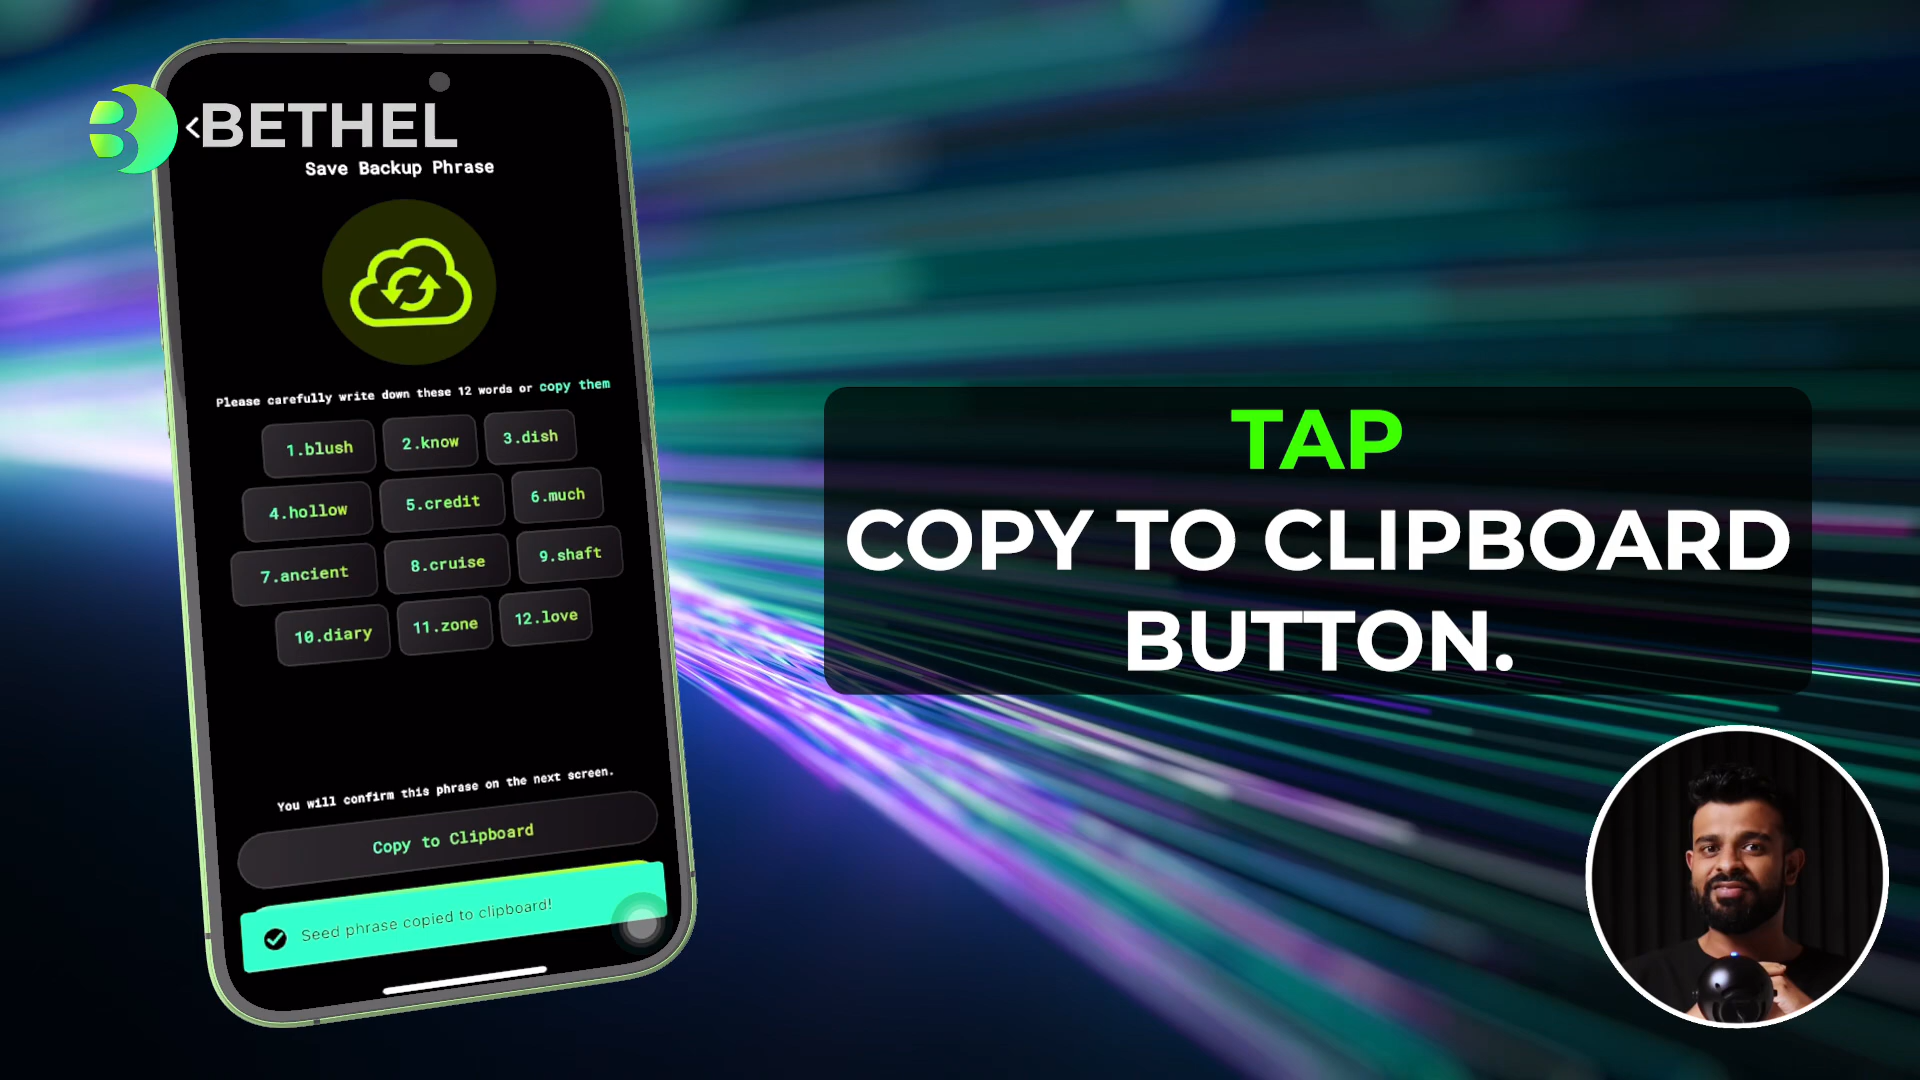 BETHEL
Save Backup Phrase
Please carefully write down these 12 words or copy them
1.blush 2.know 3.dish
4.hollow 5.credit 6.much
7.ancient 8.cruise 9.shaft
10.diary 11.zone 12.love
You will confirm this phrase on the next screen.
Copy to Clipboard
Seed phrase copied to clipboard!
TAP
COPY TO CLIPBOARD
BUTTON.